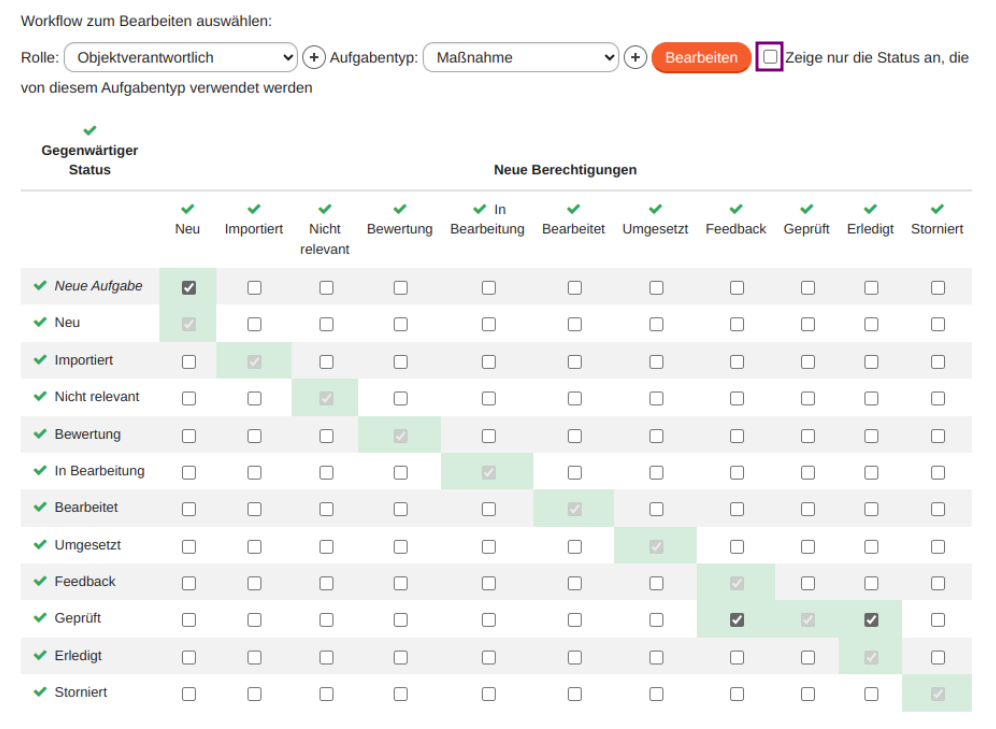 Workflow zum Bearbeiten auswählen:
Rolle: Objektverantwortlich + Aufgabentyp: Maßnahme + Bearbeiten Zeige nur die Status an, die
von diesem Aufgabentyp verwendet werden
Gegenwärtiger
Status
Neue Berechtigungen
Neu Importiert Nicht relevant Bewertung In Bearbeitung Bearbeitet Umgesetzt Feedback Geprüft Erledigt Storniert
Neue Aufgabe
Neu
Importiert
Nicht relevant
Bewertung
In Bearbeitung
Bearbeitet
Umgesetzt
Feedback
Geprüft
Erledigt
Storniert